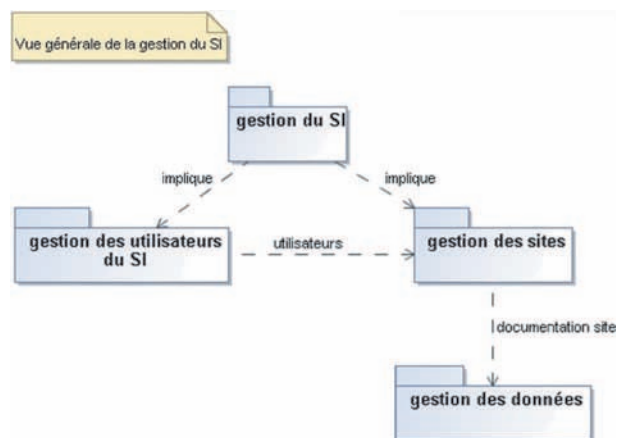 Vue générale de la gestion du SI
gestion du SI
implique
implique
gestion des utilisateurs
du SI
utilisateurs
gestion des sites
documentation site
gestion des données